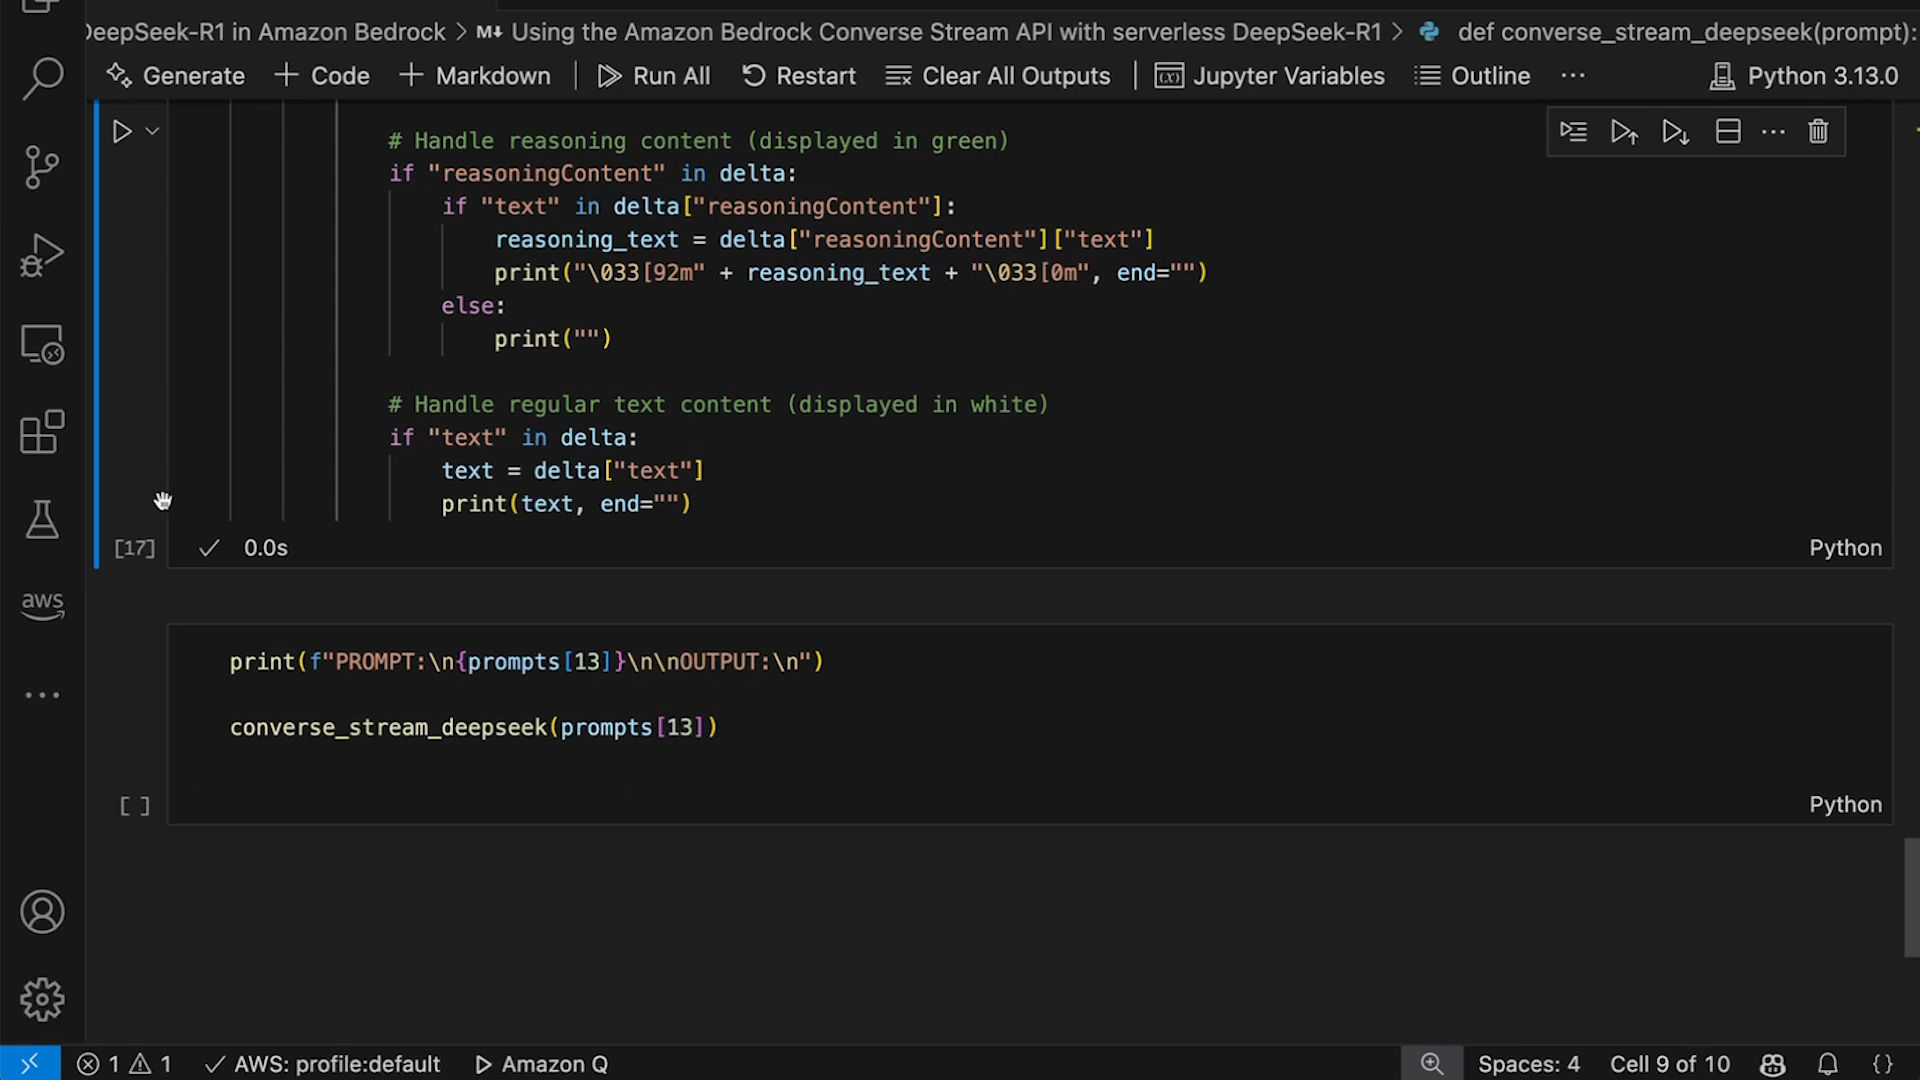 DeepSeek-R1 in Amazon Bedrock > M↓ Using the Amazon Bedrock Converse Stream API with serverless DeepSeek-R1 > def converse_stream_deepseek(prompt):
Generate + Code + Markdown | Run All Restart Clear All Outputs | Jupyter Variables Outline ··· Python 3.13.0
# Handle reasoning content (displayed in green)
if "reasoningContent" in delta:
if "text" in delta["reasoningContent"]:
reasoning_text = delta["reasoningContent"]["text"]
print("\033[92m" + reasoning_text + "\033[0m", end="")
else:
print("")
# Handle regular text content (displayed in white)
if "text" in delta:
text = delta["text"]
print(text, end="")
[17] ✓ 0.0s Python
aws
print(f"PROMPT:\n{prompts[13]}\n\nOUTPUT:\n")
converse_stream_deepseek(prompts[13])
[ ] Python
1 1 ✓ AWS: profile:default Amazon Q Spaces: 4 Cell 9 of 10 {}